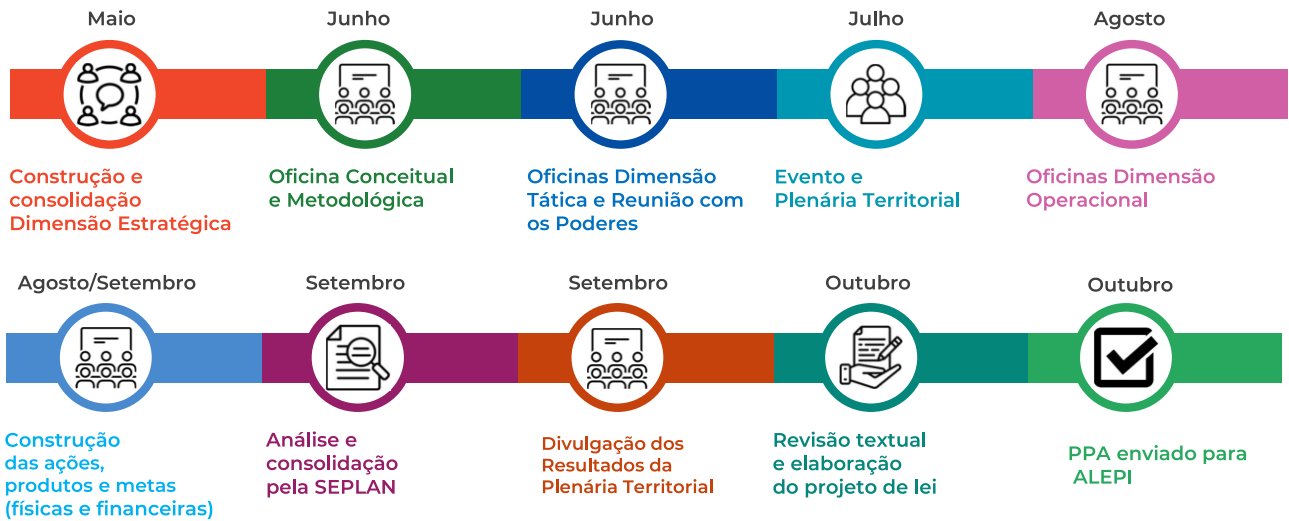 Maio
Junho
Junho
Julho
Agosto
Construção e
consolidação
Dimensão Estratégica
Oficina Conceitual
e Metodológica
Oficinas Dimensão
Tática e Reunião com
os Poderes
Evento e
Plenária Territorial
Oficinas Dimensão
Operacional
Agosto/Setembro
Setembro
Setembro
Outubro
Outubro
Construção
das ações,
produtos e metas
(físicas e financeiras)
Análise e
consolidação
pela SEPLAN
Divulgação dos
Resultados da
Plenária Territorial
Revisão textual
e elaboração
do projeto de lei
PPA enviado para
ALEPI